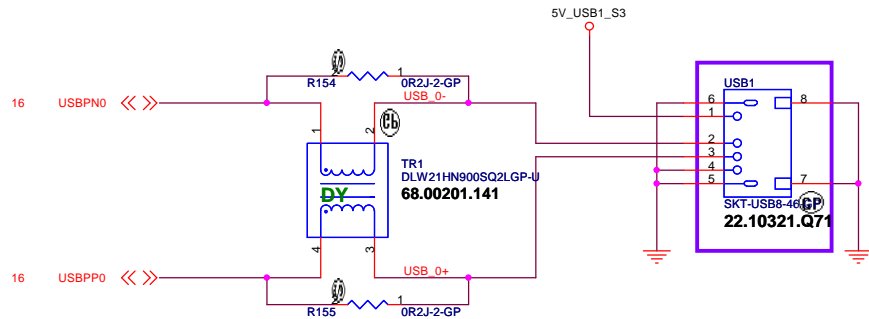 5V_USB1_S3
R154
2
1
0R2J-2-GP
16
USBPN0
USB_0-
1
2
TR1
DLW21HN900SQ2LGP-U
68.00201.141
DY
4
3
16
USBPP0
USB_0+
R155
2
1
0R2J-2-GP
USB1
6
8
1
2
3
4
5
7
SKT-USB8-46-GP
22.10321.Q71